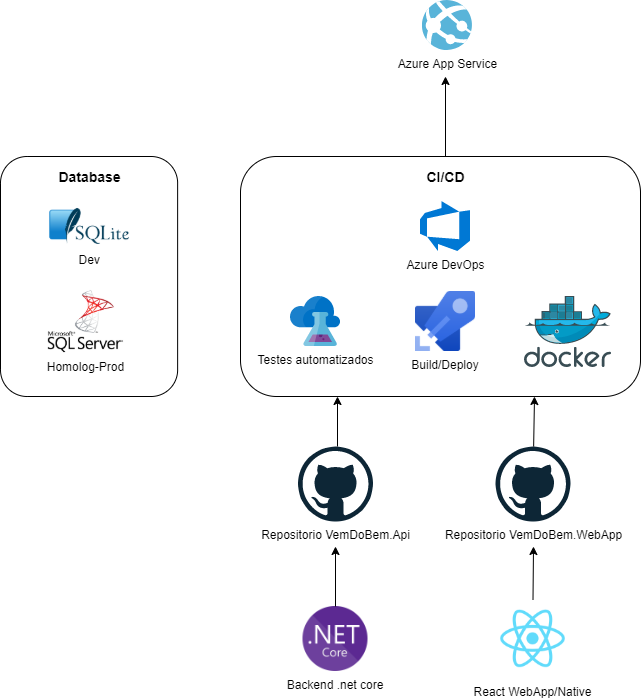 Azure App Service
Database
SQLite
Dev
Microsoft®
SQL Server®
Homolog-Prod
CI/CD
Azure DevOps
Testes automatizados
Build/Deploy
docker
Repositorio VemDoBem.Api
Repositorio VemDoBem.WebApp
.NET
Core
Backend .net core
React WebApp/Native